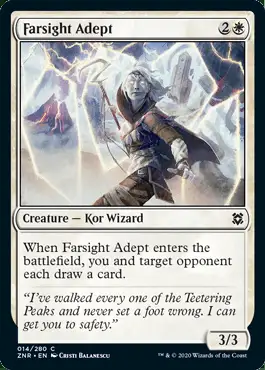 Farsight Adept 2
Creature — Kor Wizard
When Farsight Adept enters the
battlefield, you and target opponent
each draw a card.
“I’ve walked every one of the Teetering
Peaks and never set a foot wrong. I can
get you to safety.”
3/3
014/280 C
ZNR • EN Cristi Balanescu
™ & © 2020 Wizards of the Coast